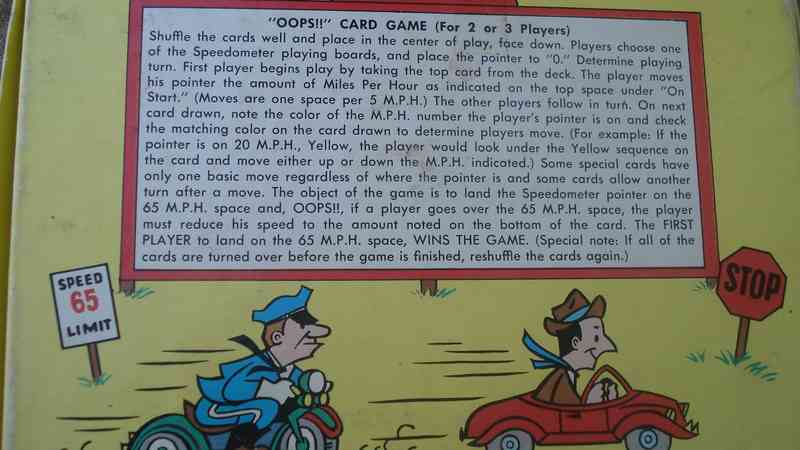 "OOPS!!" CARD GAME (For 2 or 3 Players)
Shuffle the cards well and place in the center of play, face down. Players choose one
of the Speedometer playing boards, and place the pointer to "0." Determine playing
turn. First player begins play by taking the top card from the deck. The player moves
his pointer the amount of Miles Per Hour as indicated on the top space under "On
Start." (Moves are one space per 5 M.P.H.) The other players follow in turn. On next
card drawn, note the color of the M.P.H. number the player's pointer is on and check
the matching color on the card drawn to determine players move. (For example: If the
pointer is on 20 M.P.H., Yellow, the player would look under the Yellow sequence on
the card and move either up or down the M.P.H. indicated.) Some special cards have
only one basic move regardless of where the pointer is and some cards allow another
turn after a move. The object of the game is to land the Speedometer pointer on the
65 M.P.H. space and, OOPS!!, if a player goes over the 65 M.P.H. space, the player
must reduce his speed to the amount noted on the bottom of the card. The FIRST
PLAYER to land on the 65 M.P.H. space, WINS THE GAME. (Special note: If all of the
cards are turned over before the game is finished, reshuffle the cards again.)
SPEED
65
LIMIT
STOP